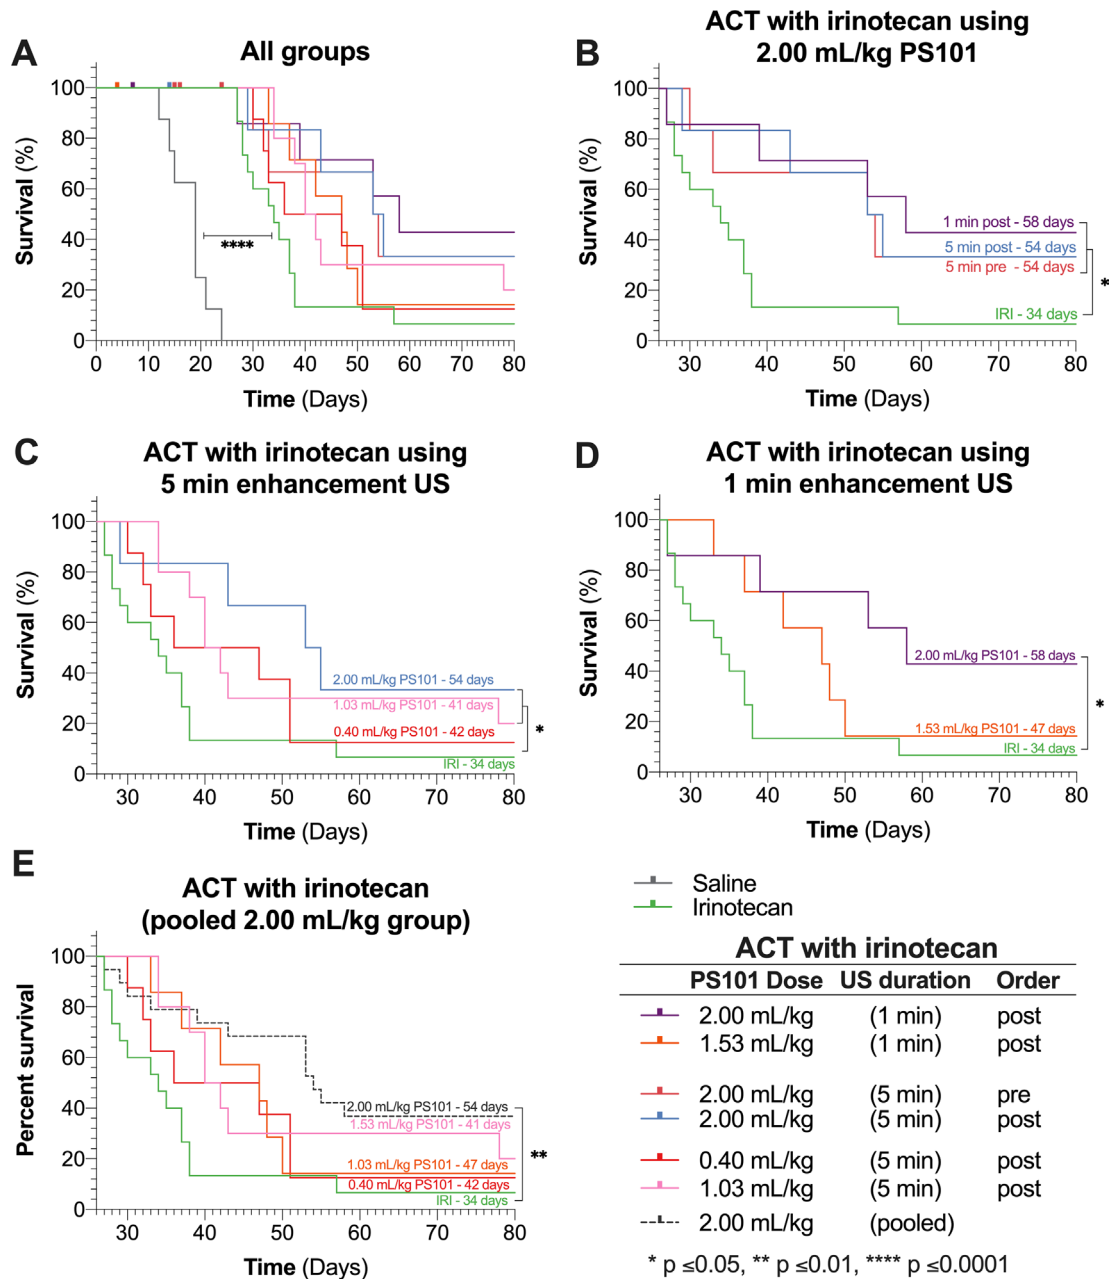 A
All groups
Survival (%)
100
80
60
40
20
0
****
0 10 20 30 40 50 60 70 80
Time (Days)
B
ACT with irinotecan using
2.00 mL/kg PS101
Survival (%)
100
80
60
40
20
0
1 min post - 58 days
5 min post - 54 days
5 min pre - 54 days
IRI - 34 days
*
30 40 50 60 70 80
Time (Days)
C
ACT with irinotecan using
5 min enhancement US
Survival (%)
100
80
60
40
20
0
2.00 mL/kg PS101 - 54 days
1.03 mL/kg PS101 - 41 days
0.40 mL/kg PS101 - 42 days
IRI - 34 days
*
30 40 50 60 70 80
Time (Days)
D
ACT with irinotecan using
1 min enhancement US
Survival (%)
100
80
60
40
20
0
2.00 mL/kg PS101 - 58 days
1.53 mL/kg PS101 - 47 days
IRI - 34 days
*
30 40 50 60 70 80
Time (Days)
E
ACT with irinotecan
(pooled 2.00 mL/kg group)
Percent survival
100
80
60
40
20
0
2.00 mL/kg PS101 - 54 days
1.53 mL/kg PS101 - 41 days
1.03 mL/kg PS101 - 47 days
0.40 mL/kg PS101 - 42 days
IRI - 34 days
**
30 40 50 60 70 80
Time (Days)
Saline
Irinotecan
ACT with irinotecan
PS101 Dose US duration Order
2.00 mL/kg (1 min) post
1.53 mL/kg (1 min) post
2.00 mL/kg (5 min) pre
2.00 mL/kg (5 min) post
0.40 mL/kg (5 min) post
1.03 mL/kg (5 min) post
2.00 mL/kg (pooled)
* p ≤0.05, ** p ≤0.01, **** p ≤0.0001